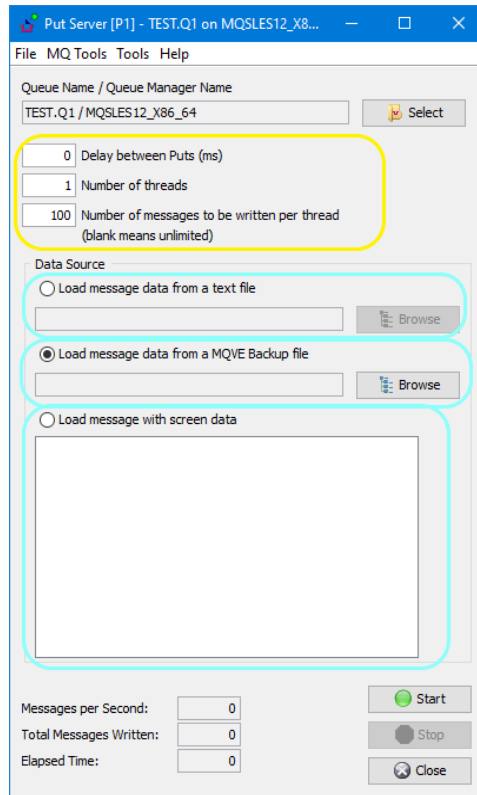 Put Server [P1] - TEST.Q1 on MQSLES12_X8...
File MQ Tools Tools Help
Queue Name / Queue Manager Name
TEST.Q1 / MQSLES12_X86_64
Select
0 Delay between Puts (ms)
1 Number of threads
100 Number of messages to be written per thread
(blank means unlimited)
Data Source
Load message data from a text file
Browse
Load message data from a MQVE Backup file
Browse
Load message with screen data
Start
Messages per Second: 0
Total Messages Written: 0
Stop
Elapsed Time: 0
Close